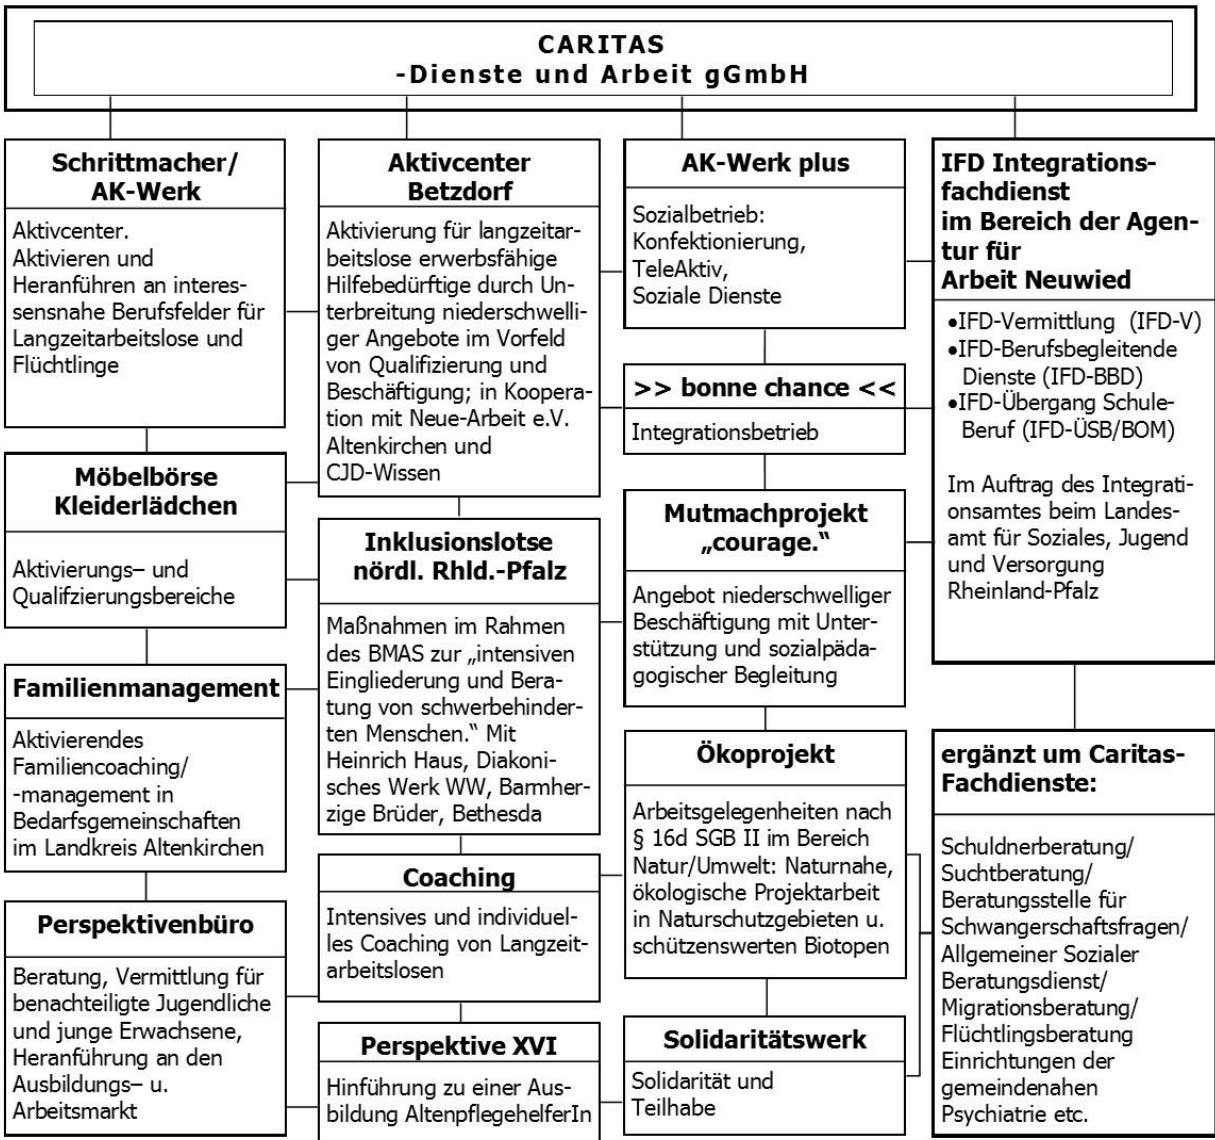 CARITAS
-Dienste und Arbeit gGmbH
Schrittmacher/
AK-Werk
Aktivcenter.
Aktivieren und
Heranführen an interes-
sensnahe Berufsfelder für
Langzeitarbeitslose und
Flüchtlinge
Möbelbörse
Kleiderlädchen
Aktivierungs– und
Qualifzierungsbereiche
Familienmanagement
Aktivierendes
Familiencoaching/
-management in
Bedarfsgemeinschaften
im Landkreis Altenkirchen
Perspektivenbüro
Beratung, Vermittlung für
benachteiligte Jugendliche
und junge Erwachsene,
Heranführung an den
Ausbildungs– u.
Arbeitsmarkt
Aktivcenter
Betzdorf
Aktivierung für langzeitar-
beitslose erwerbsfähige
Hilfebedürftige durch Un-
terbreitung niederschwelli-
ger Angebote im Vorfeld
von Qualifizierung und
Beschäftigung; in Koopera-
tion mit Neue-Arbeit e.V.
Altenkirchen und
CJD-Wissen
Inklusionslotse
nördl. Rhld.-Pfalz
Maßnahmen im Rahmen
des BMAS zur „intensiven
Eingliederung und Bera-
tung von schwerbehinder-
ten Menschen.“ Mit
Heinrich Haus, Diakoni-
sches Werk WW, Barmher-
zige Brüder, Bethesda
Coaching
Intensives und individuel-
les Coaching von Langzeit-
arbeitslosen
Perspektive XVI
Hinführung zu einer Aus-
bildung AltenpflegehelferIn
AK-Werk plus
Sozialbetrieb:
Konfektionierung,
TeleAktiv,
Soziale Dienste
>> bonne chance <<
Integrationsbetrieb
Mutmachprojekt
„courage.“
Angebot niederschwelliger
Beschäftigung mit Unter-
stützung und sozialpäda-
gogischer Begleitung
Ökoprojekt
Arbeitsgelegenheiten nach
§ 16d SGB II im Bereich
Natur/Umwelt: Naturnahe,
ökologische Projektarbeit
in Naturschutzgebieten u.
schützenswerten Biotopen
Solidaritätswerk
Solidarität und
Teilhabe
IFD Integrations-
fachdienst
im Bereich der Agen-
tur für
Arbeit Neuwied
•IFD-Vermittlung (IFD-V)
•IFD-Berufsbegleitende
Dienste (IFD-BBD)
•IFD-Übergang Schule-
Beruf (IFD-ÜSB/BOM)
Im Auftrag des Integrati-
onsamtes beim Landes-
amt für Soziales, Jugend
und Versorgung
Rheinland-Pfalz
ergänzt um Caritas-
Fachdienste:
Schuldnerberatung/
Suchtberatung/
Beratungsstelle für
Schwangerschaftsfragen/
Allgemeiner Sozialer
Beratungsdienst/
Migrationsberatung/
Flüchtlingsberatung
Einrichtungen der
gemeindenahen
Psychiatrie etc.